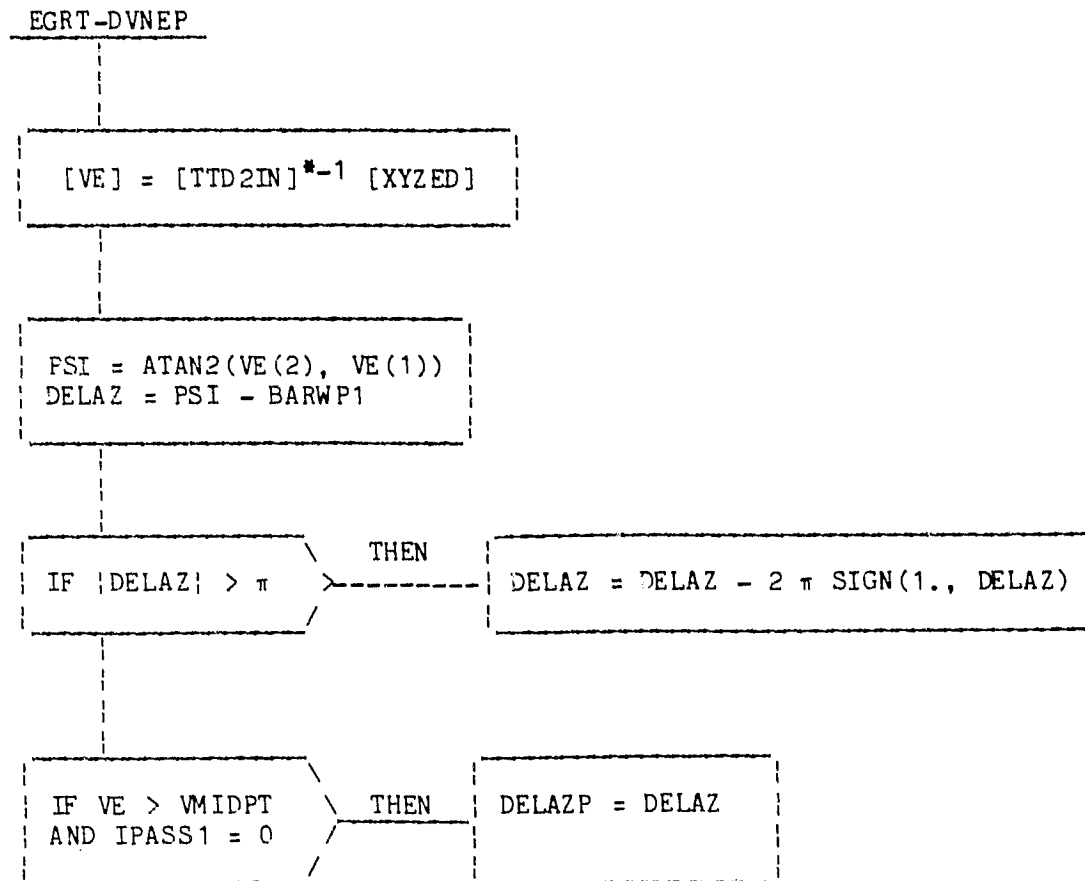 EGRT-DVNEP
[VE] = [TTD2IN]*-1 [XYZED]
PSI = ATAN2(VE(2), VE(1))
DELAZ = PSI - BARWP1
IF |DELAZ| > π
THEN
DELAZ = DELAZ - 2 π SIGN(1., DELAZ)
IF VE > VMIDPT
AND IPASS1 = 0
THEN
DELAZP = DELAZ